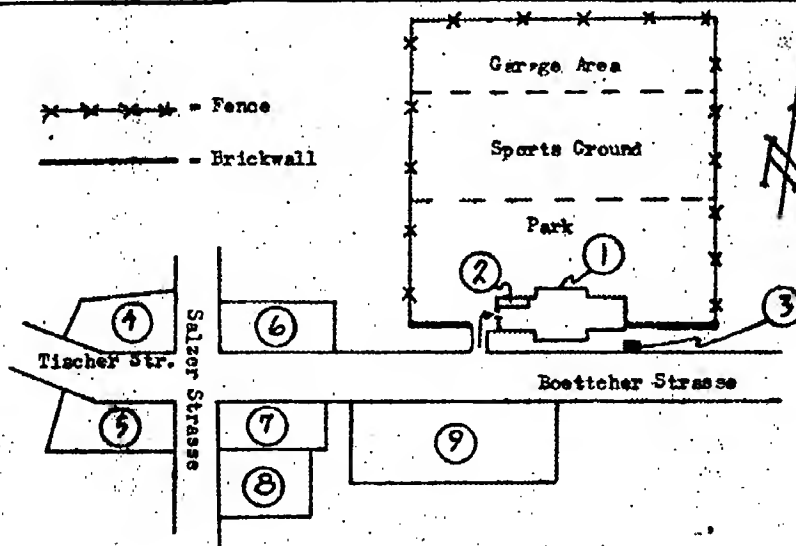 Garage Area
= Fence
Sports Ground
= Brickwall
N
Park
1
2
3
4
6
Tischer Str.
Salzer Strasse
Boettcher Strasse
5
7
9
8